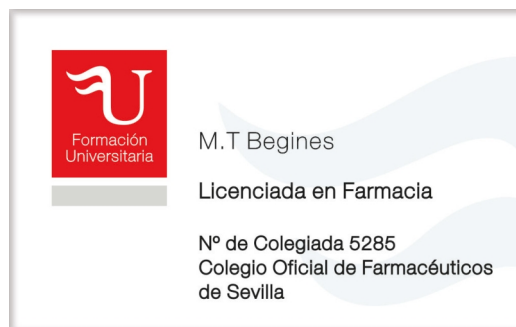 Formación
Universitaria
M.T Begines
Licenciada en Farmacia
Nº de Colegiada 5285
Colegio Oficial de Farmacéuticos
de Sevilla